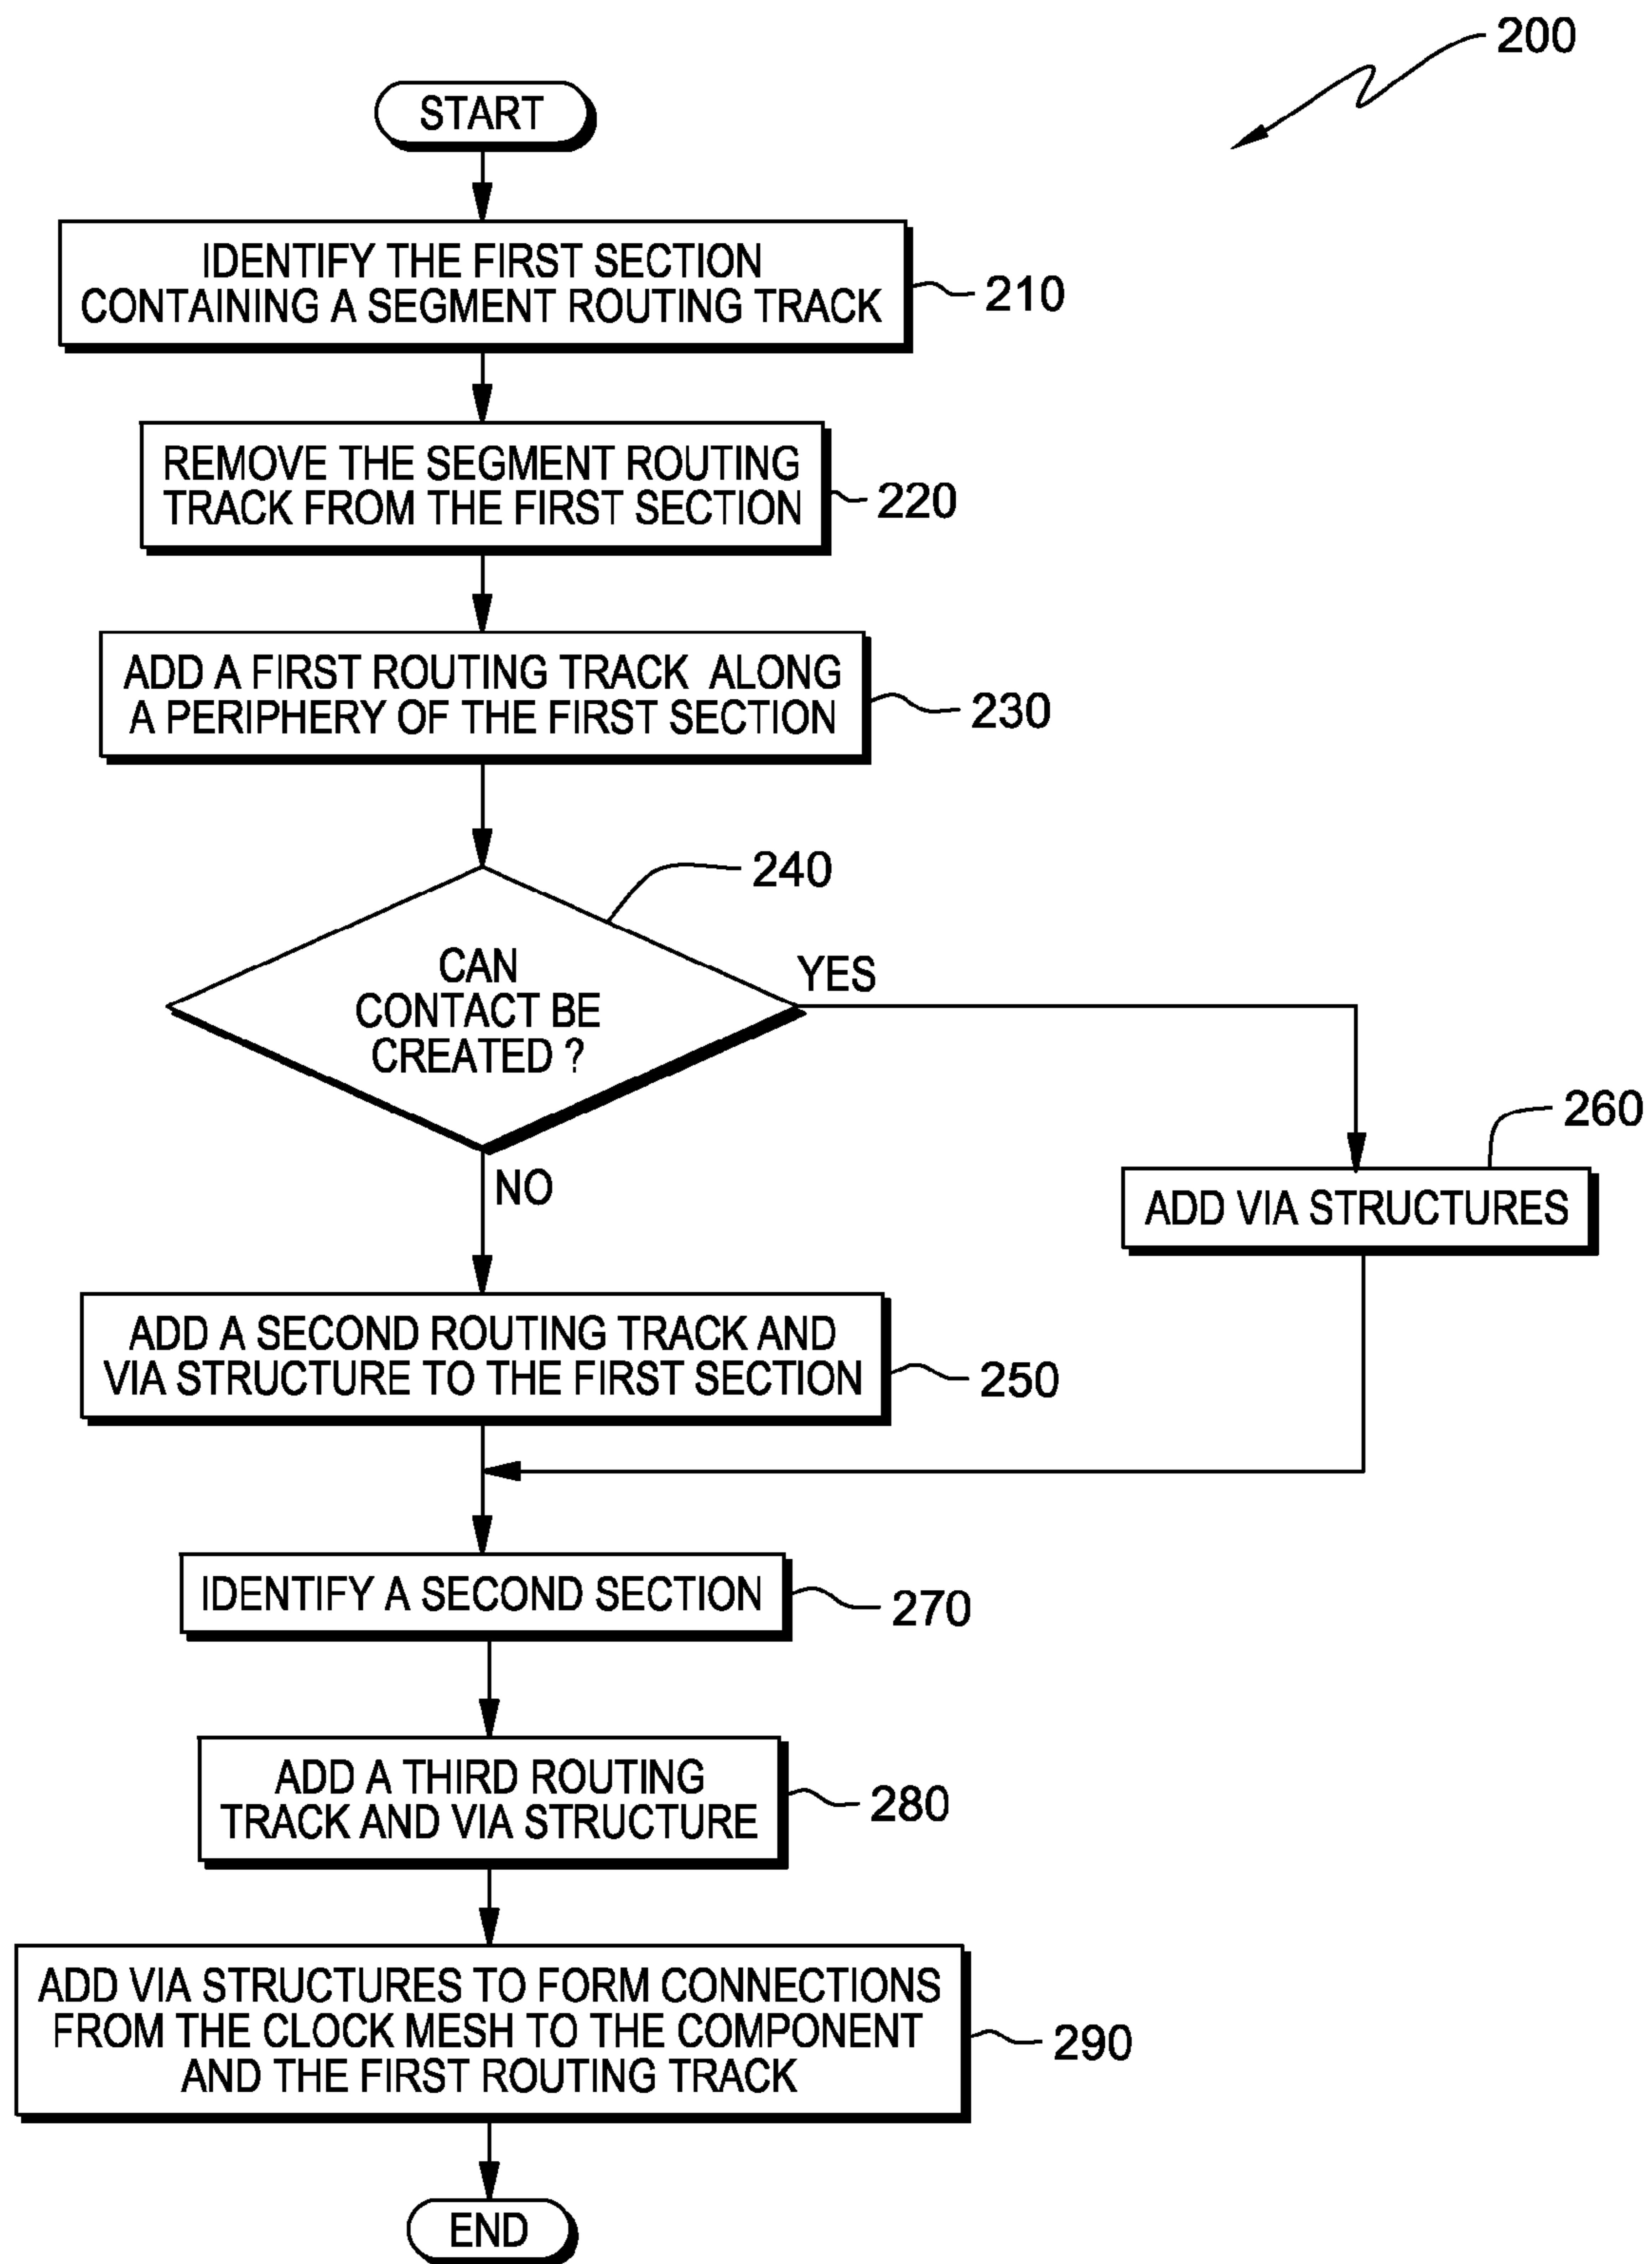 200
START
IDENTIFY THE FIRST SECTION
CONTAINING A SEGMENT ROUTING TRACK
210
REMOVE THE SEGMENT ROUTING
TRACK FROM THE FIRST SECTION
220
ADD A FIRST ROUTING TRACK ALONG
A PERIPHERY OF THE FIRST SECTION
230
240
CAN
CONTACT BE
CREATED ?
YES
NO
260
ADD VIA STRUCTURES
ADD A SECOND ROUTING TRACK AND
VIA STRUCTURE TO THE FIRST SECTION
250
IDENTIFY A SECOND SECTION
270
ADD A THIRD ROUTING
TRACK AND VIA STRUCTURE
280
ADD VIA STRUCTURES TO FORM CONNECTIONS
FROM THE CLOCK MESH TO THE COMPONENT
AND THE FIRST ROUTING TRACK
290
END